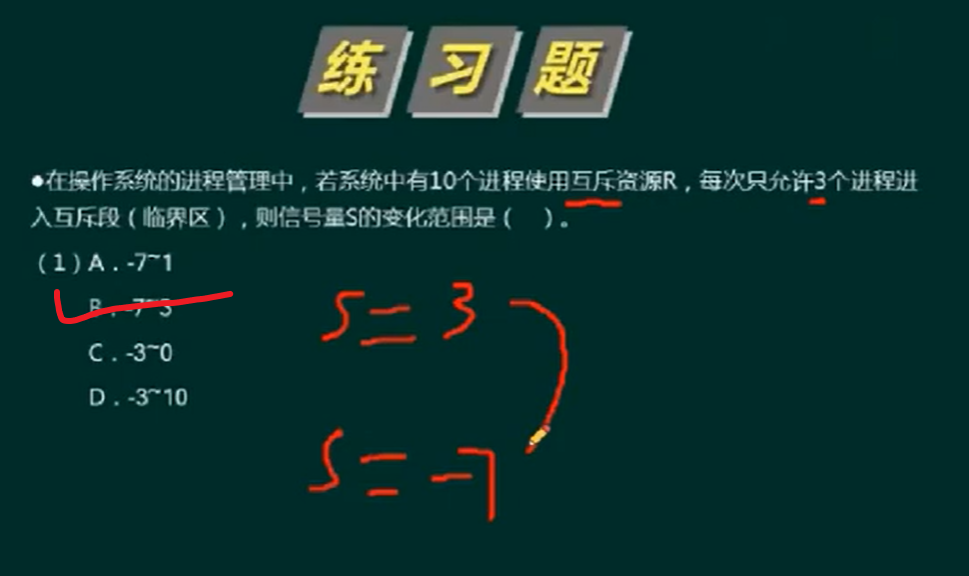 练习题
●在操作系统的进程管理中，若系统中有10个进程使用互斥资源R，每次只允许3个进程进
入互斥段（临界区），则信号量S的变化范围是（ ）。
（1）A．-7~1
B．-7~3
S = 3
C．-3~0
D．-3~10
S = -7